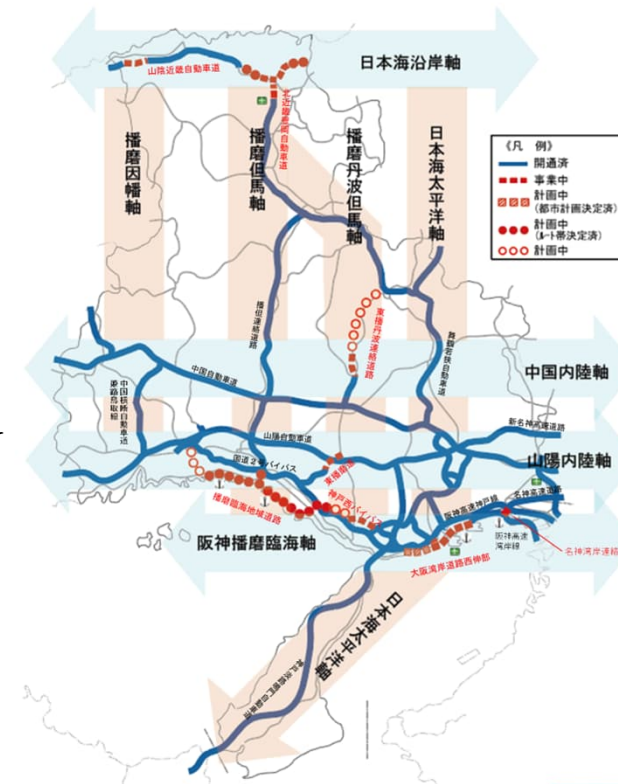 日本海沿岸軸
山陰近畿自動車道
北近畿豊岡自動車道
播磨因幡軸
播磨但馬軸
播磨丹波但馬軸
日本海太平洋軸
《凡 例》
開通済
事業中
計画中
(都市計画決定済)
計画中
(ルート帯決定済)
計画中
播但連絡道路
東播丹波連絡道路
舞鶴若狭自動車道
中国内陸軸
中国自動車道
中国横断自動車道
姫路鳥取線
山陽自動車道
新名神高速道路
国道2号バイパス
東播磨道
山陽内陸軸
播磨臨海地域道路
神戸西バイパス
阪神高速神戸線
名神高速道路
阪神高速
湾岸線
名神湾岸連絡
阪神播磨臨海軸
大阪湾岸道路西伸部
日本海太平洋軸
神戸淡路鳴門自動車道